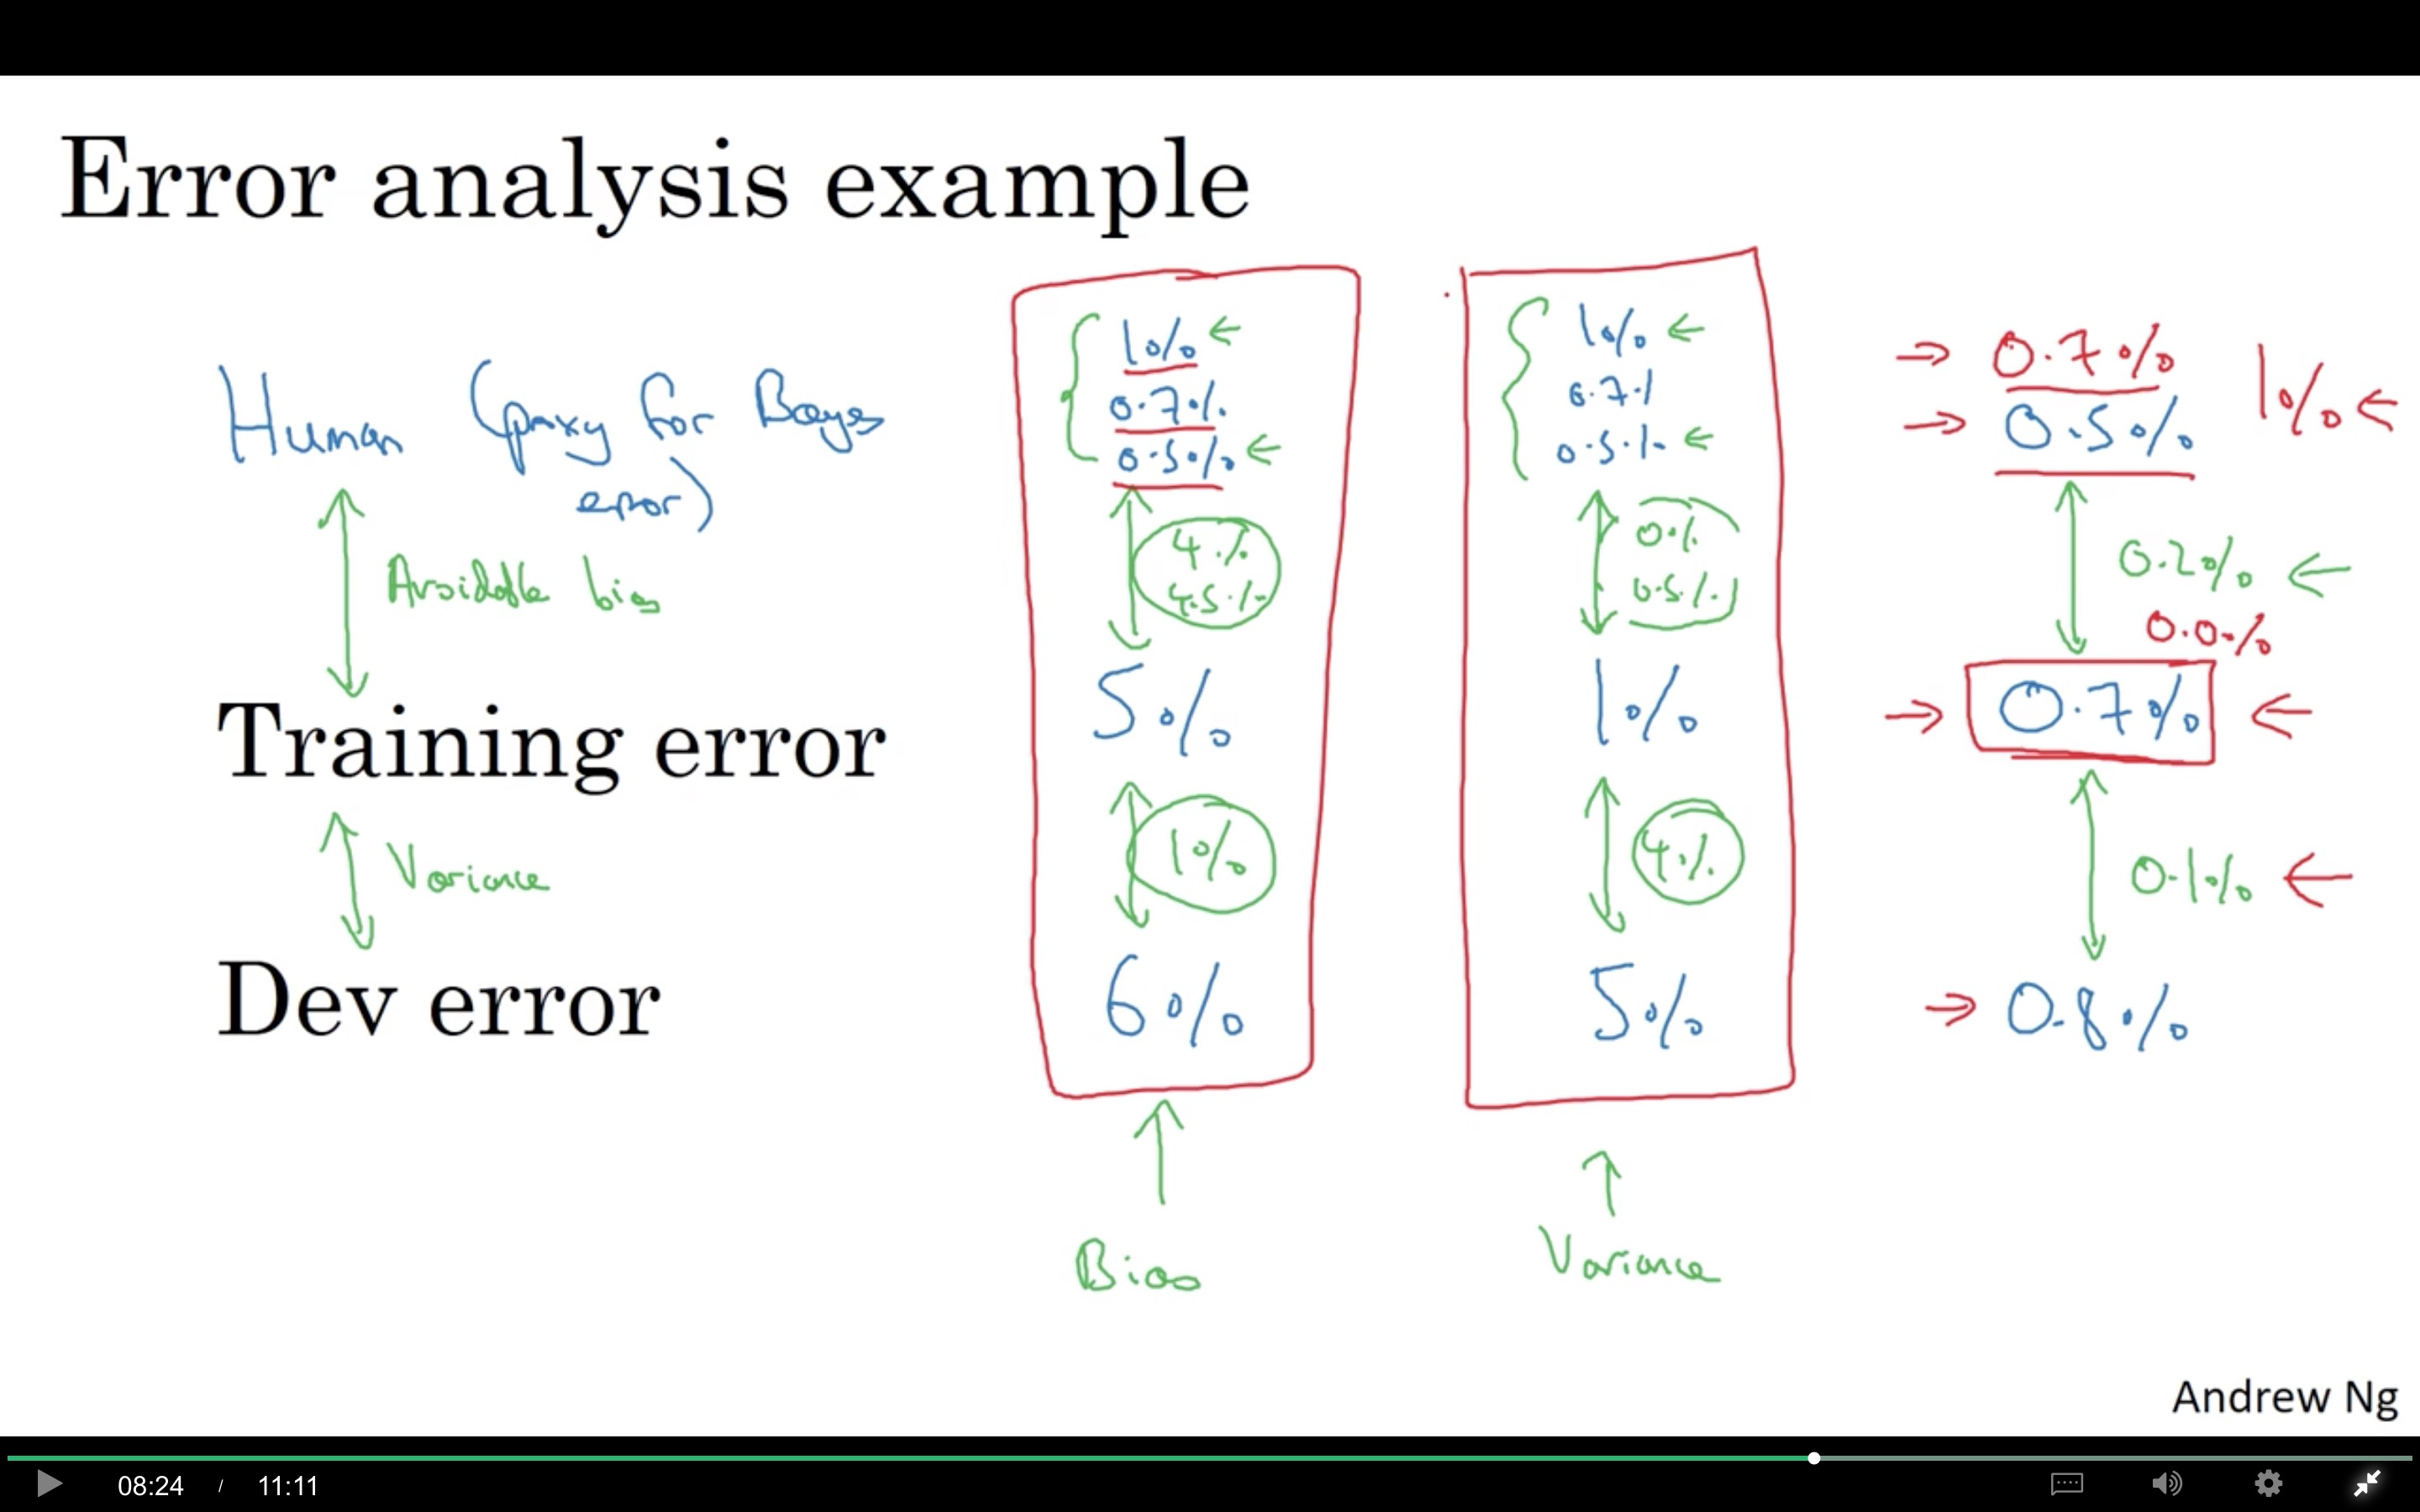 Error analysis example
Human (proxy for Bayes
error)
Avoidable bias
Training error
Variance
Dev error
1%
0.7%
0.5%
4%
4.5%
5%
1%
6%
Bias
1%
0.7%
0.5%
0%
0.5%
1%
4%
5%
Variance
0.7%
1%
0.5%
0.2%
0.0%
0.7%
0.1%
0.8%
Andrew Ng
08:24 / 11:11